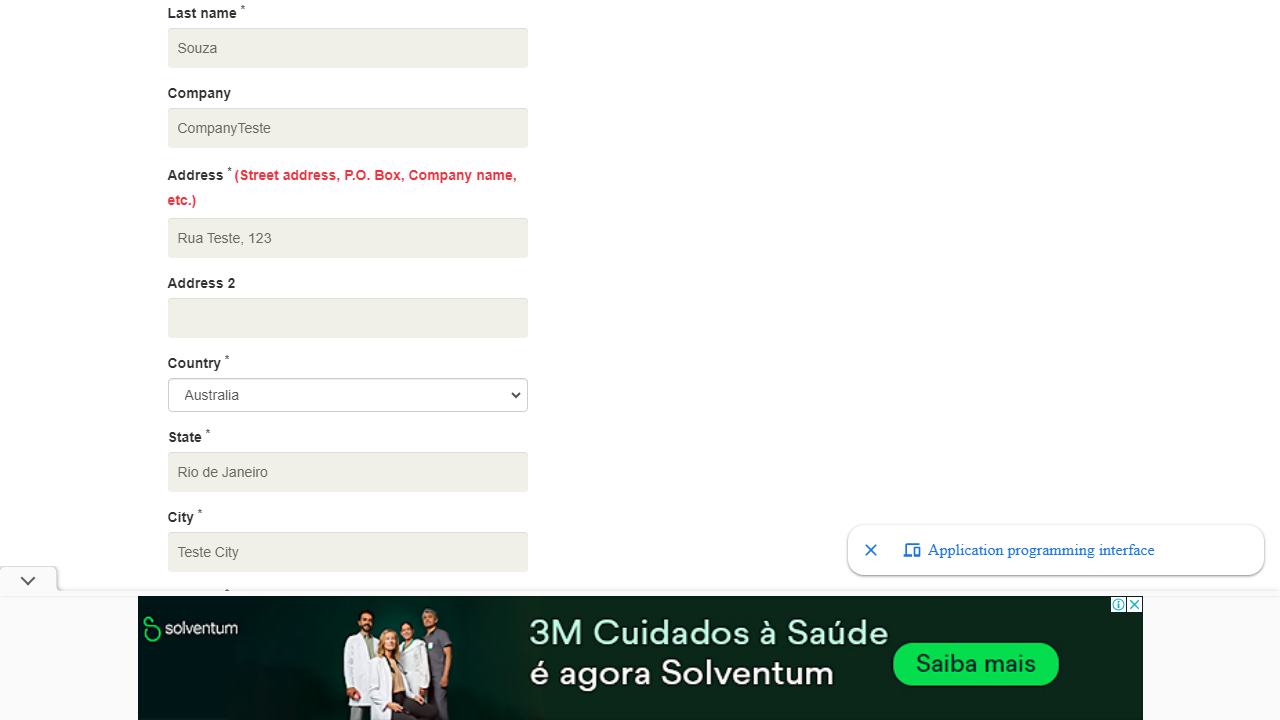 Last name *
Souza
Company
CompanyTeste
Address * (Street address, P.O. Box, Company name,
etc.)
Rua Teste, 123
Address 2
Country *
Australia
State *
Rio de Janeiro
City *
Teste City
Application programming interface
solventum
3M Cuidados à Saúde
é agora Solventum
Saiba mais